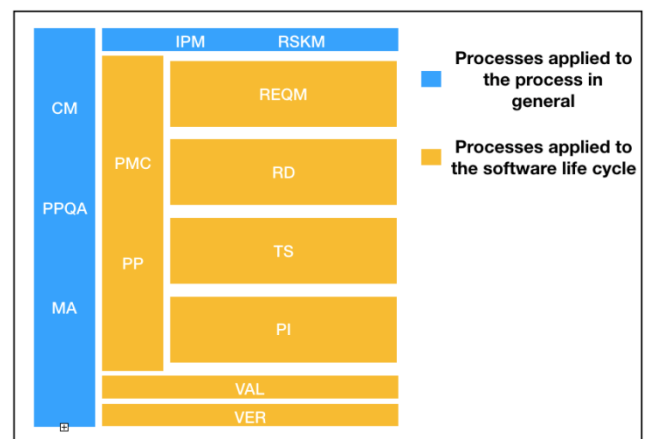 IPM RSKM
CM
PPQA
MA
PMC
PP
REQM
RD
TS
PI
VAL
VER
Processes applied to
the process in
general
Processes applied to
the software life cycle